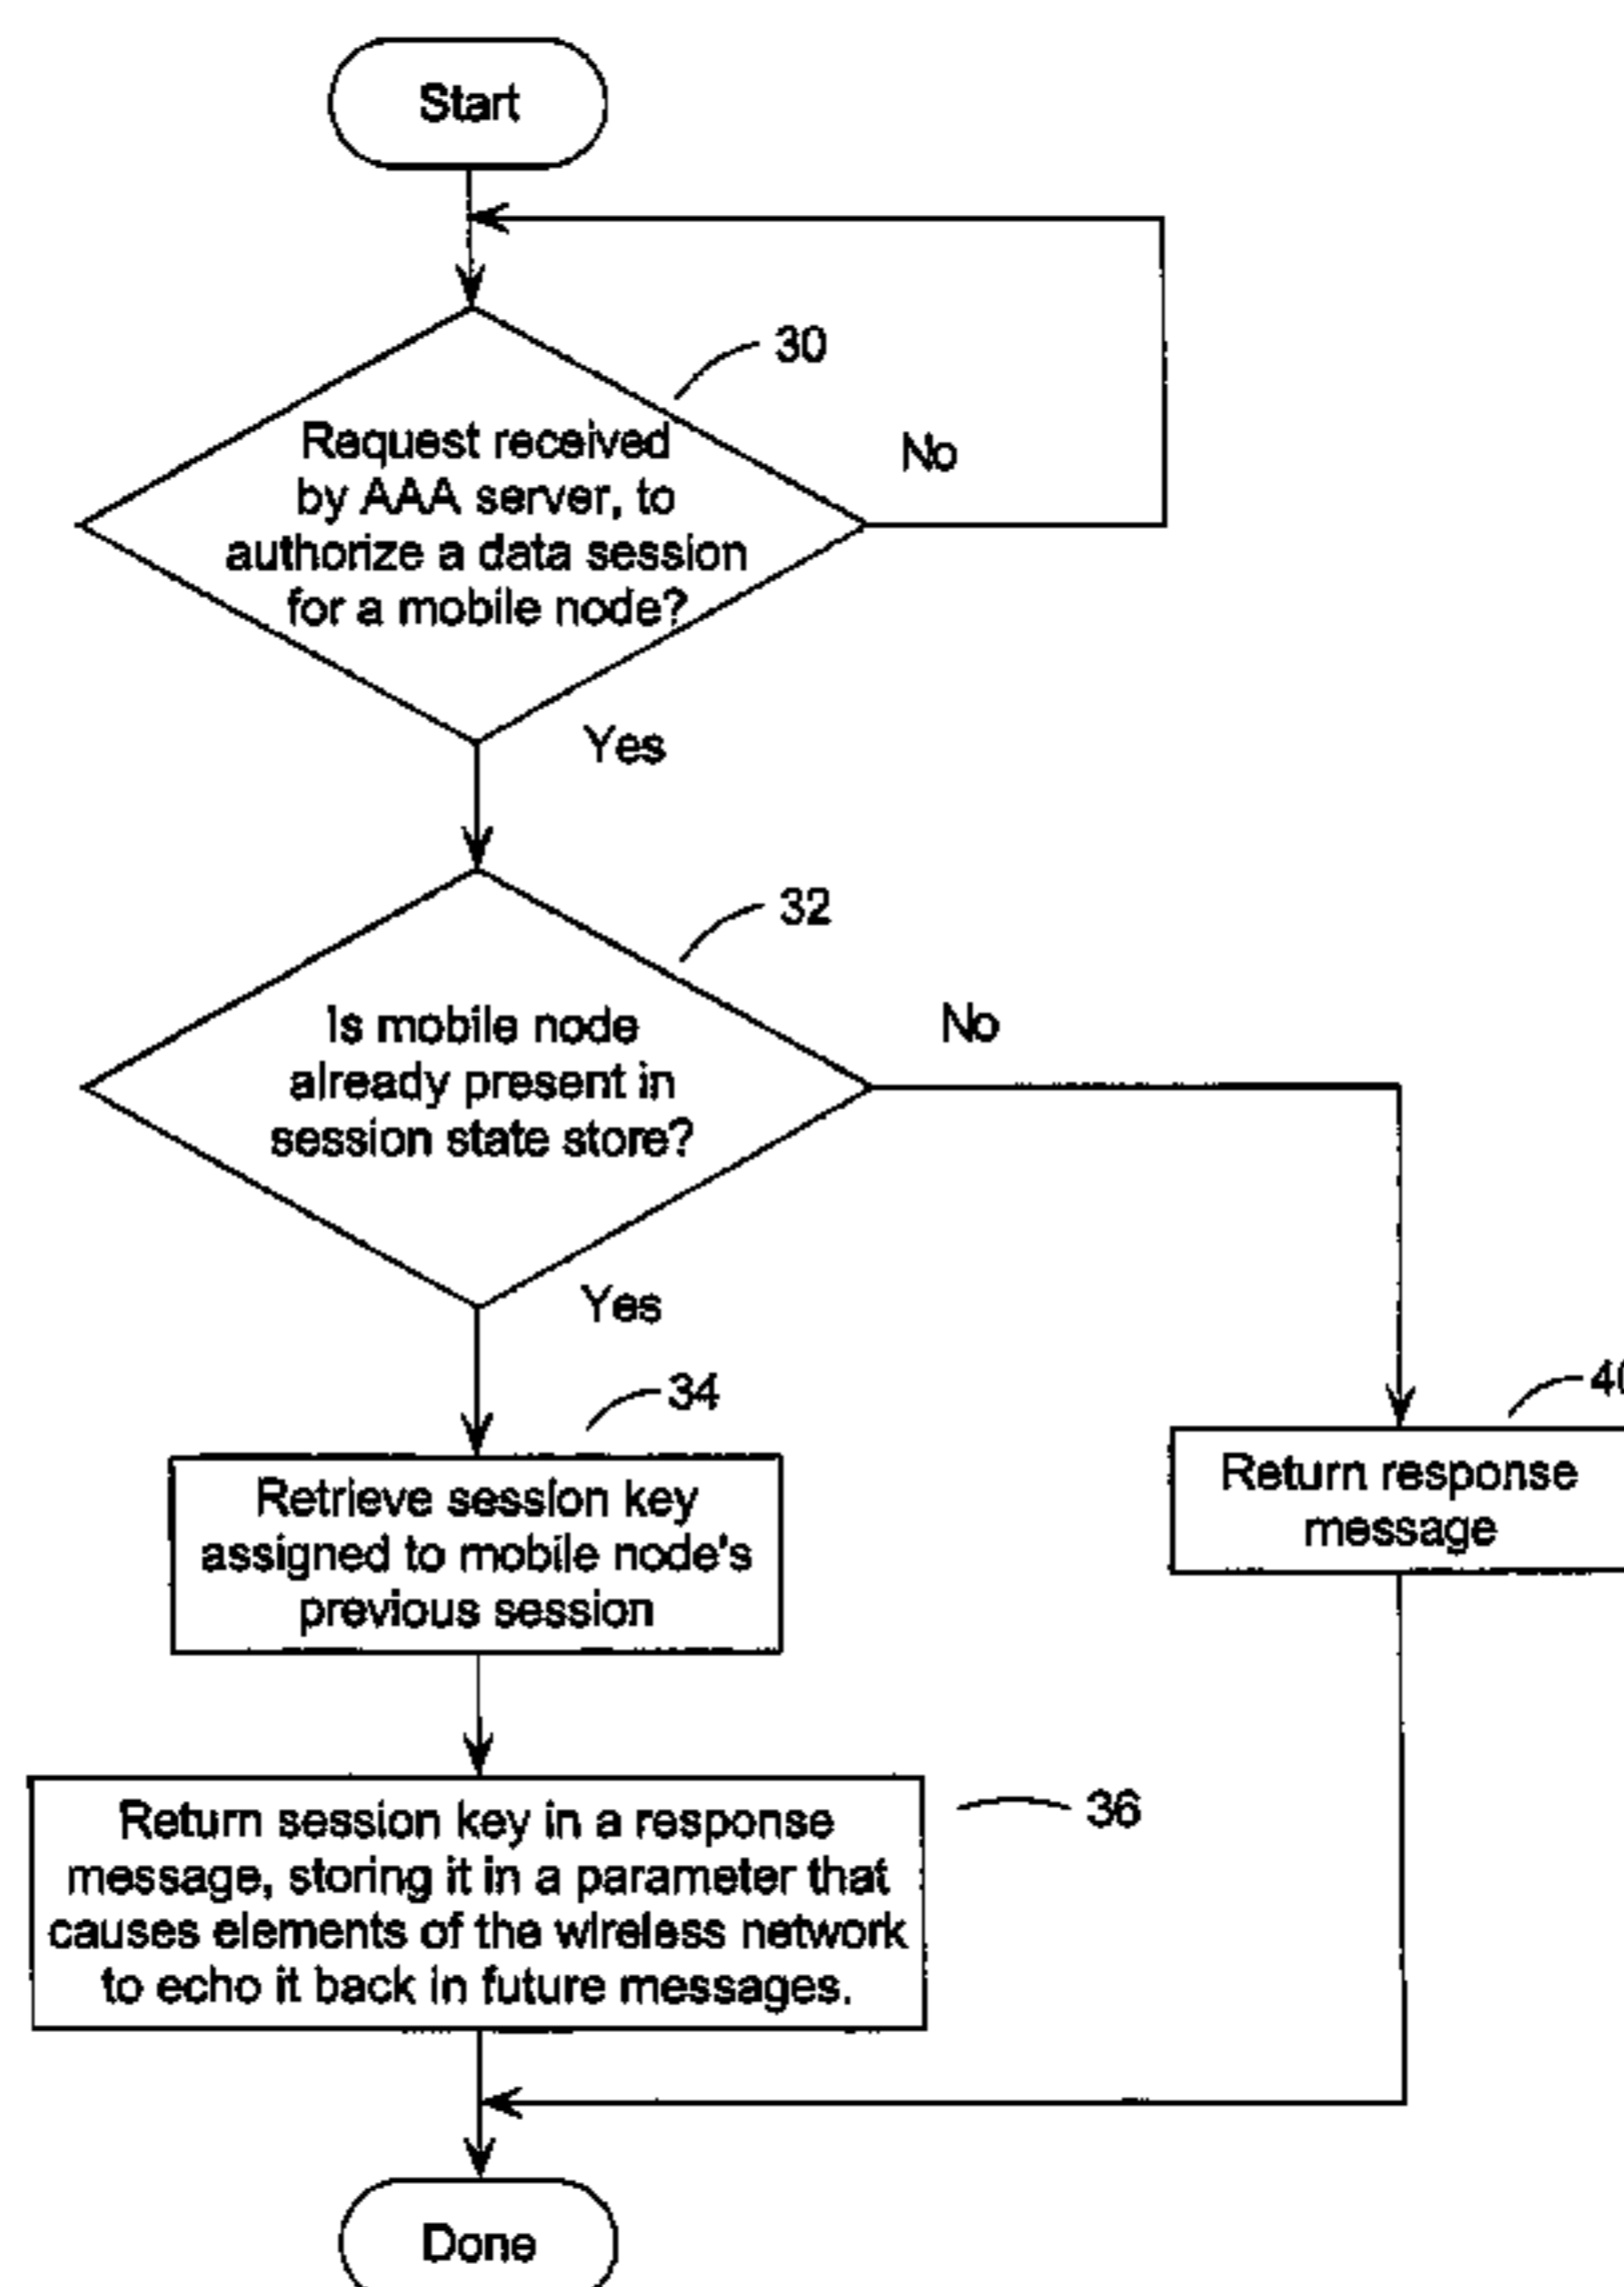 Start
30
Request received
by AAA server, to
authorize a data session
for a mobile node?
No
Yes
32
Is mobile node
already present in
session state store?
No
Yes
34
Retrieve session key
assigned to mobile node's
previous session
Return response
message
36
Return session key in a response
message, storing it in a parameter that
causes elements of the wireless network
to echo it back in future messages.
Done